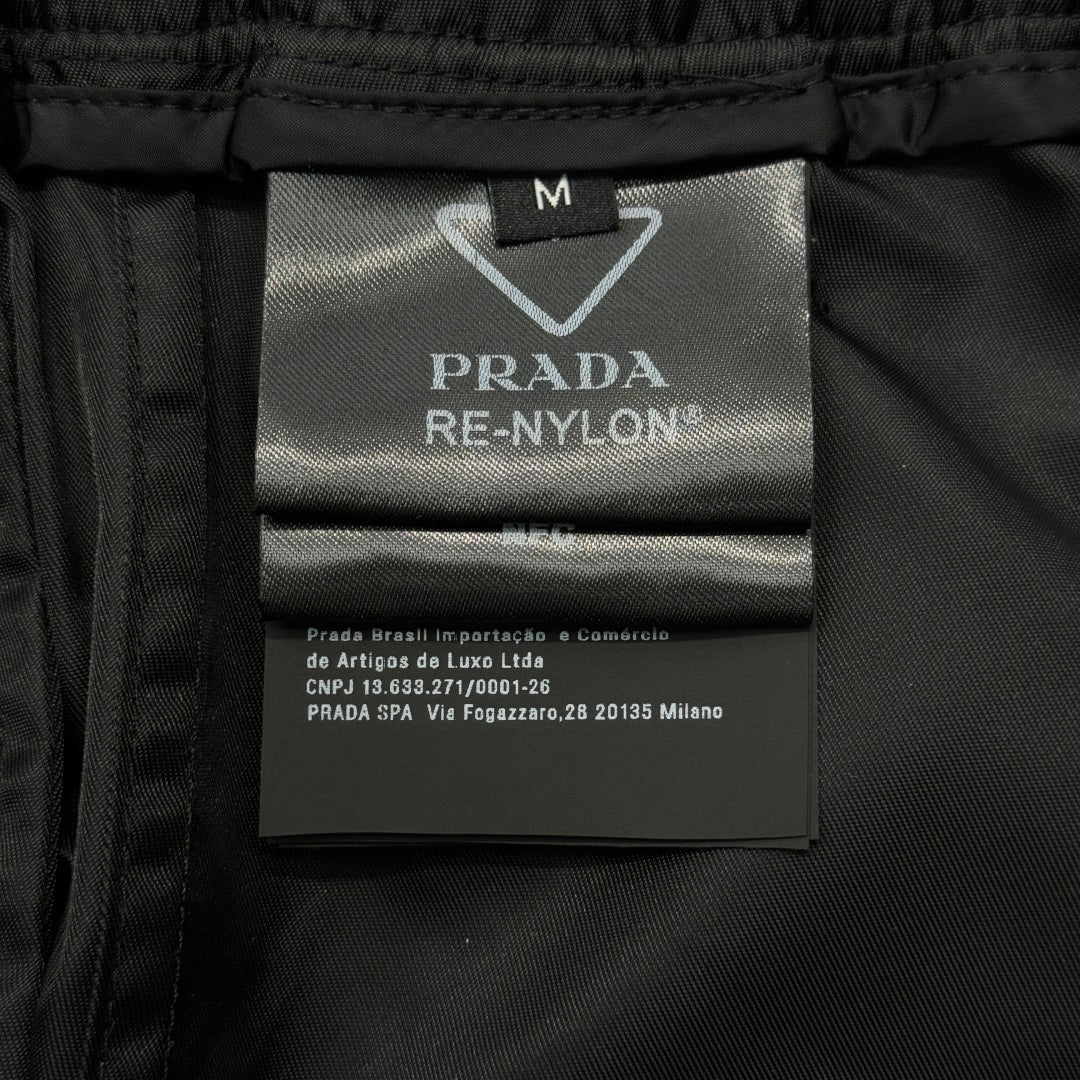 M
PRADA
RE-NYLON®
NFC
Prada Brasil Importação e Comércio
de Artigos de Luxo Ltda
CNPJ 13.633.271/0001-26
PRADA SPA Via Fogazzaro,28 20135 Milano